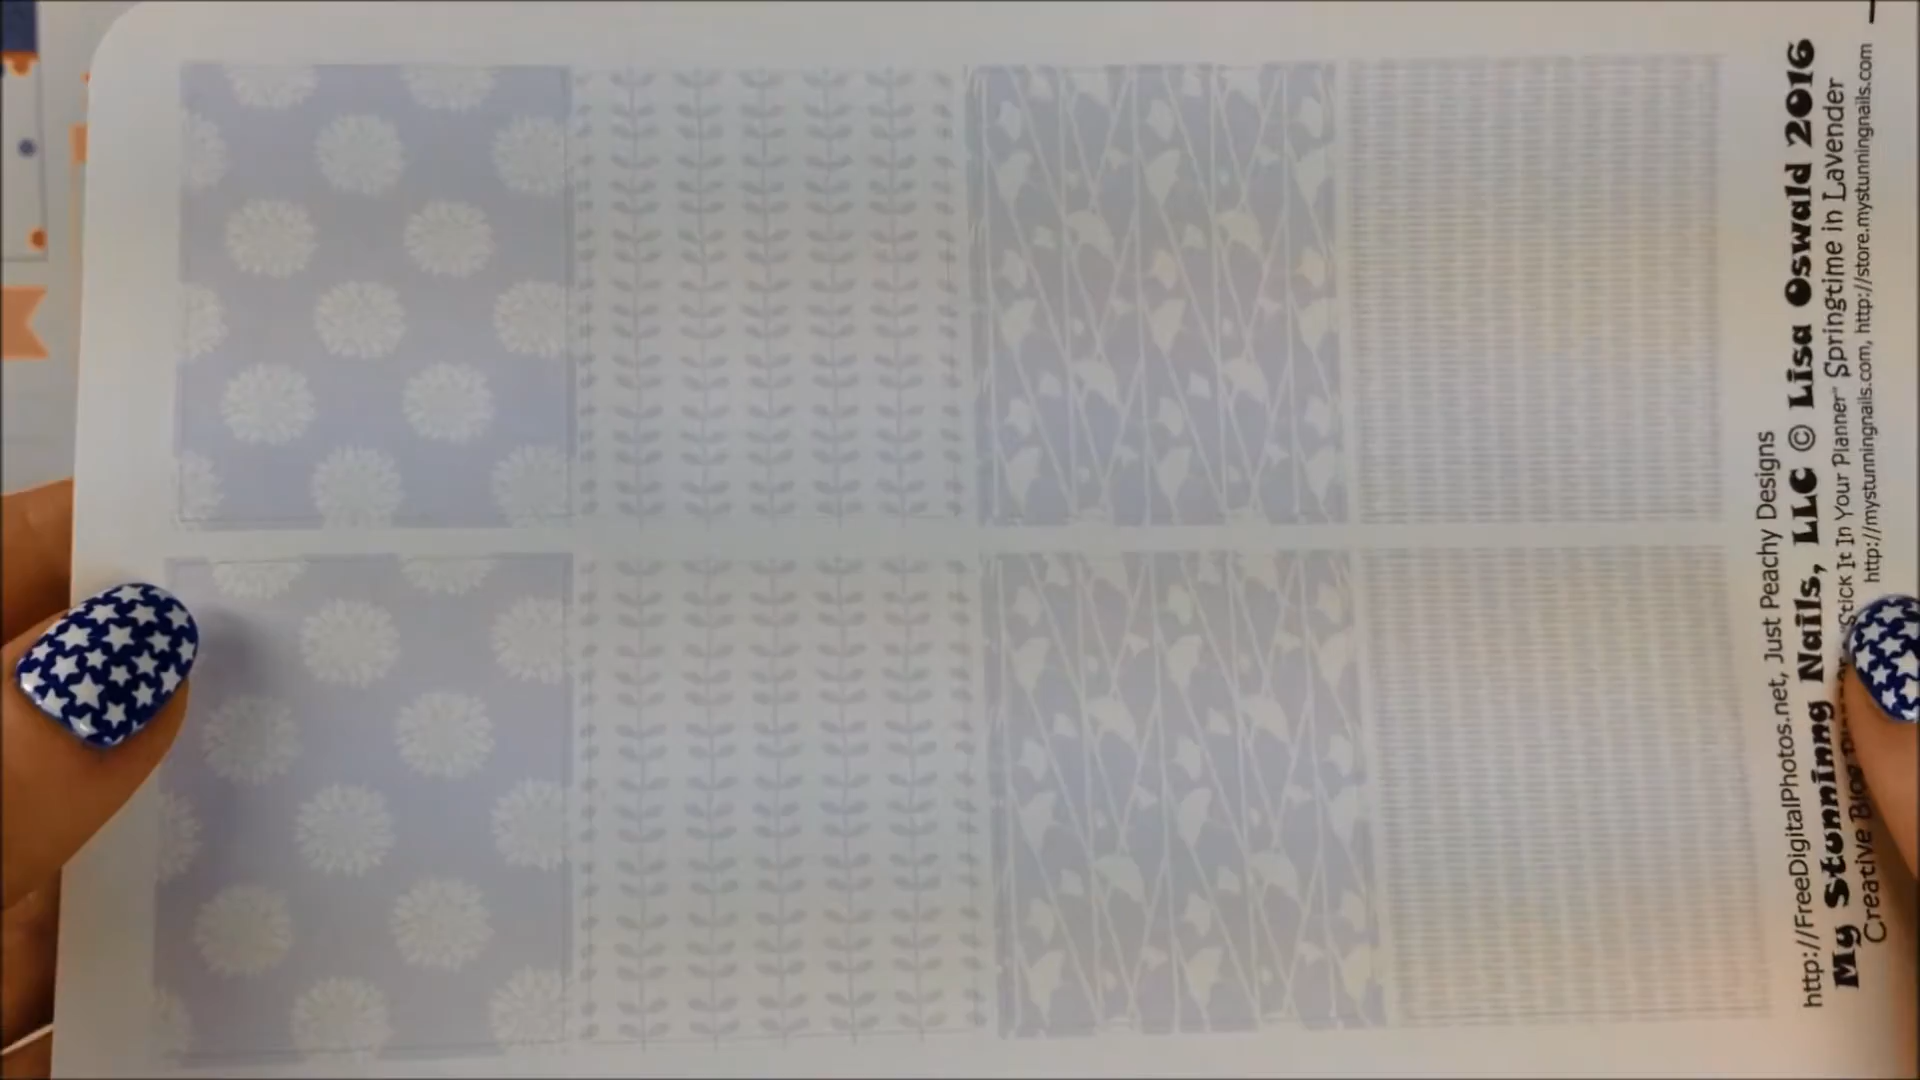 http://FreeDigitalPhotos.net, Just Peachy Designs
My Stunning Nails, LLC © Lisa Oswald 2016
Creative Blog "Stick It In Your Planner" Springtime in Lavender
http://mystunningnails.com, http://store.mystunningnails.com